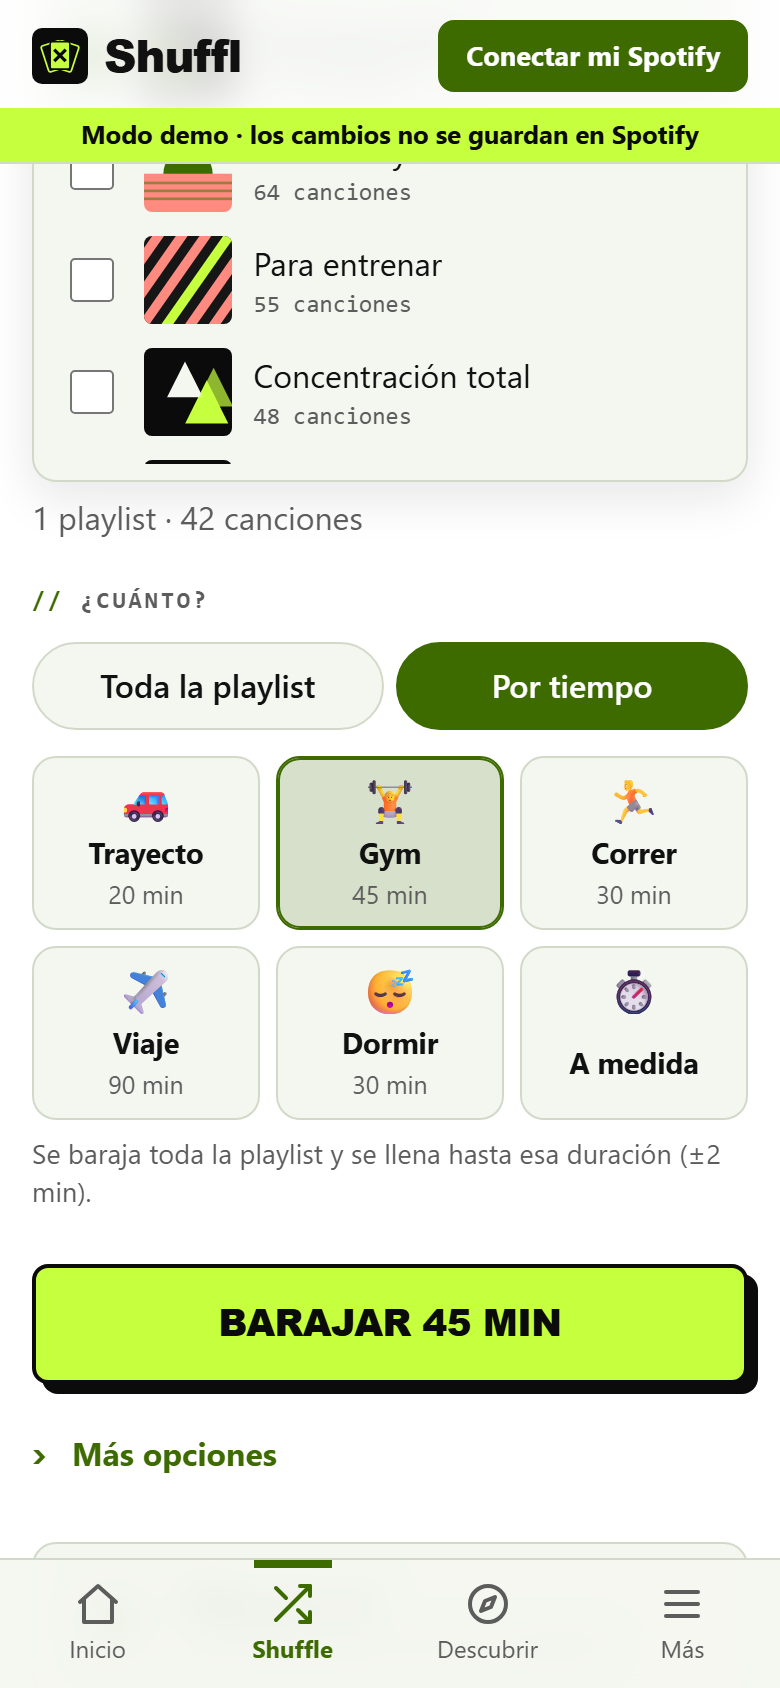 Shuffl
Conectar mi Spotify
Modo demo · los cambios no se guardan en Spotify
64 canciones
Para entrenar
55 canciones
Concentración total
48 canciones
1 playlist · 42 canciones
// ¿CUÁNTO?
Toda la playlist
Por tiempo
Trayecto
20 min
Gym
45 min
Correr
30 min
Viaje
90 min
Dormir
30 min
A medida
Se baraja toda la playlist y se llena hasta esa duración (±2
min).
BARAJAR 45 MIN
› Más opciones
Inicio
Shuffle
Descubrir
Más